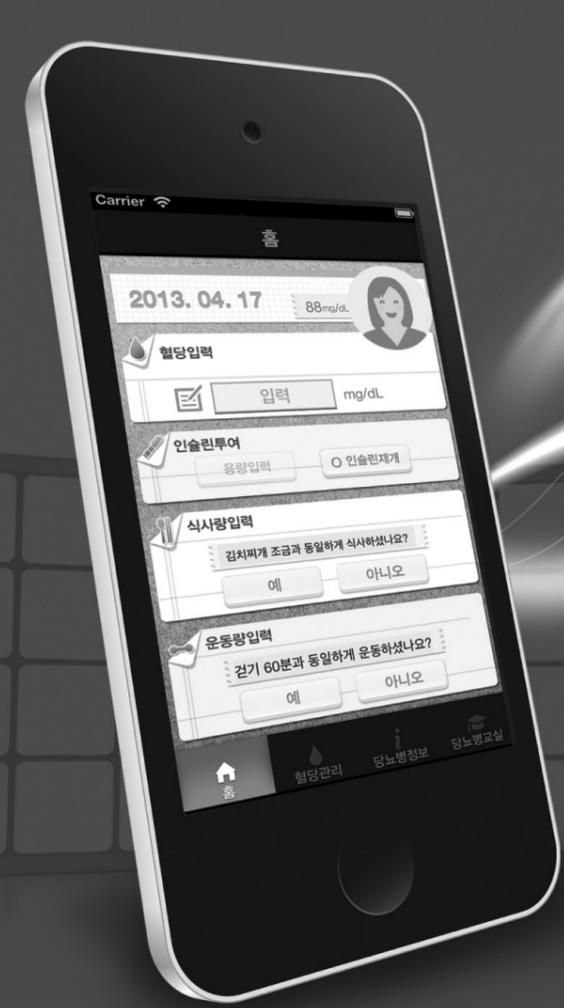 Carrier
홈
2013. 04. 17
88mg/dL
혈당입력
입력 mg/dL
인슐린투여
용량입력 인슐린재개
식사량입력
김치찌개 조금과 동일하게 식사하셨나요?
예 아니오
운동량입력
걷기 60분과 동일하게 운동하셨나요?
예 아니오
홈 혈당관리 당뇨병정보 당뇨병교실